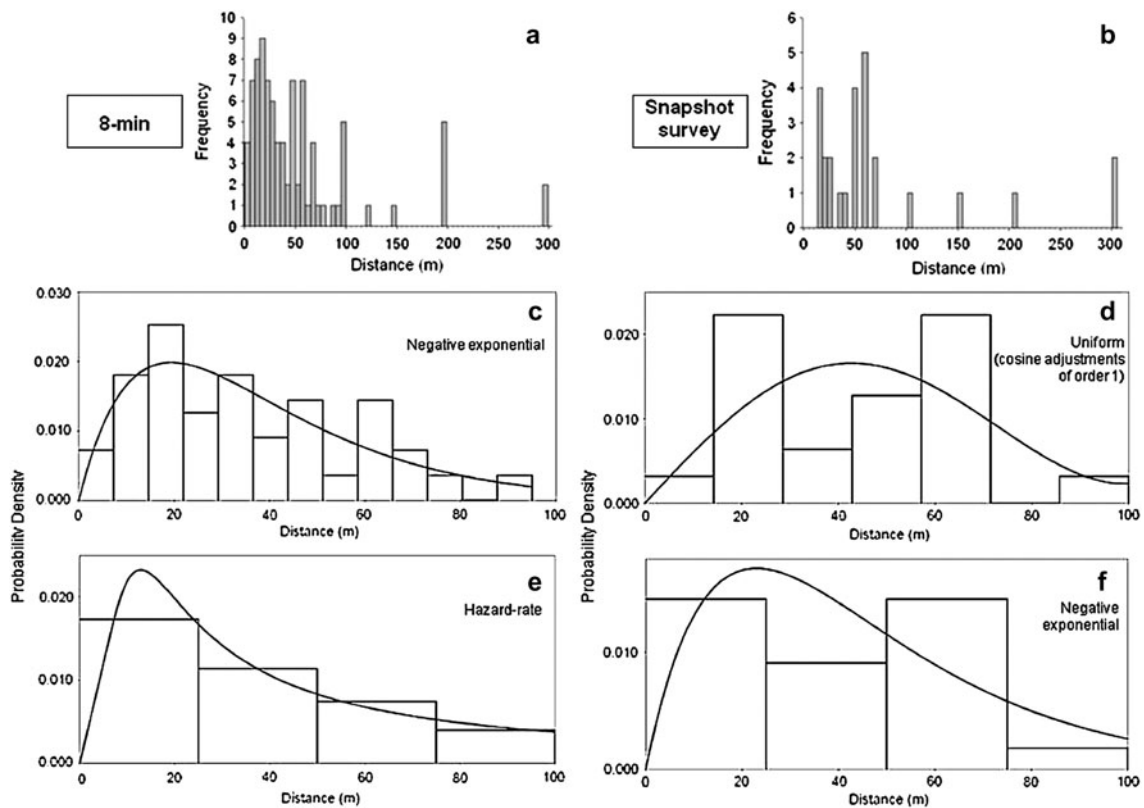 a
10
9
8
7
6
5
4
3
2
1
0
Frequency
0 50 100 150 200 250 300
Distance (m)
8-min
b
6
5
4
3
2
1
0
Frequency
0 50 100 150 200 250 300
Distance (m)
Snapshot
survey
c
Negative exponential
0.030
0.020
0.010
0.000
0 20 40 60 80 100
Distance (m)
d
Uniform
(cosine adjustments
of order 1)
0.020
0.010
0.000
0 20 40 60 80 100
Distance (m)
Probability Density
Probability Density
e
Hazard-rate
0.020
0.010
0.000
0 20 40 60 80 100
Distance (m)
f
Negative
exponential
0.010
0.000
0 20 40 60 80 100
Distance (m)